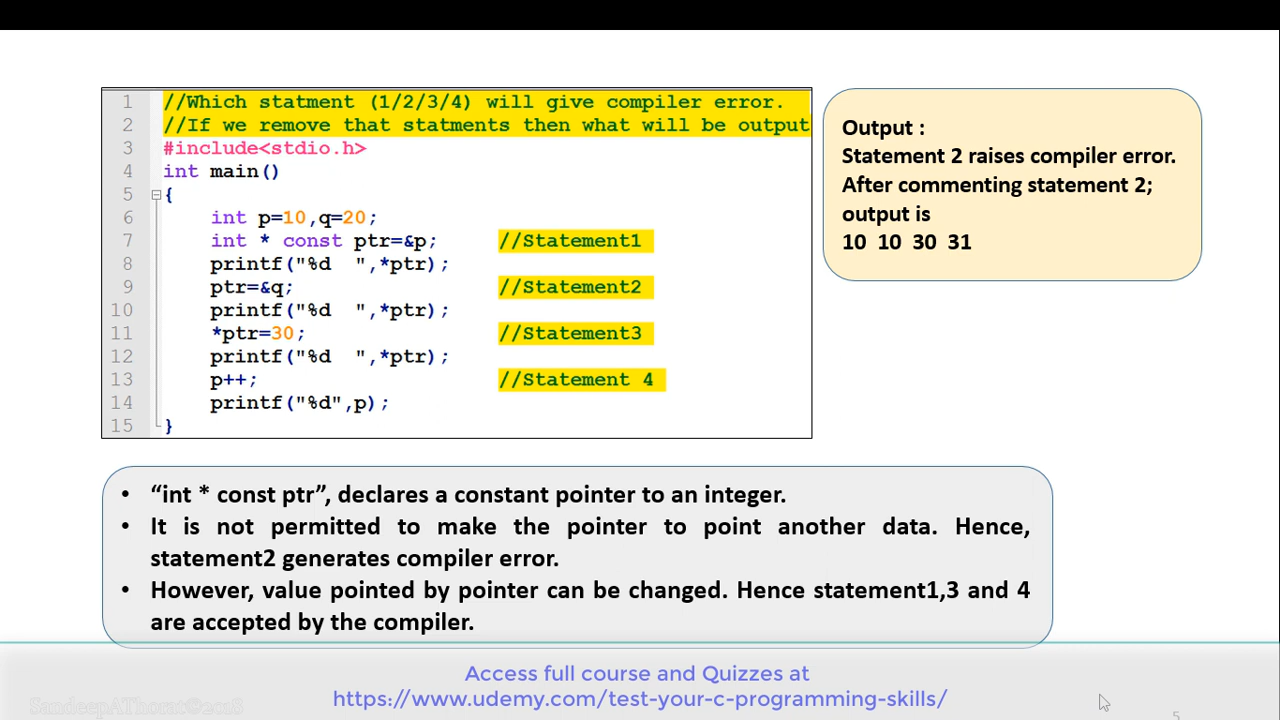 1 //Which statment (1/2/3/4) will give compiler error.
2 //If we remove that statments then what will be output
3 #include<stdio.h>
4 int main()
5 {
6 int p=10,q=20;
7 int * const ptr=&p; //Statement1
8 printf("%d  ",*ptr);
9 ptr=&q; //Statement2
10 printf("%d  ",*ptr);
11 *ptr=30; //Statement3
12 printf("%d  ",*ptr);
13 p++; //Statement 4
14 printf("%d",p);
15 }
Output :
Statement 2 raises compiler error.
After commenting statement 2;
output is
10 10 30 31
• “int * const ptr”, declares a constant pointer to an integer.
• It is not permitted to make the pointer to point another data. Hence,
statement2 generates compiler error.
• However, value pointed by pointer can be changed. Hence statement1,3 and 4
are accepted by the compiler.
Access full course and Quizzes at
https://www.udemy.com/test-your-c-programming-skills/
SandeepAThorat©2018
5